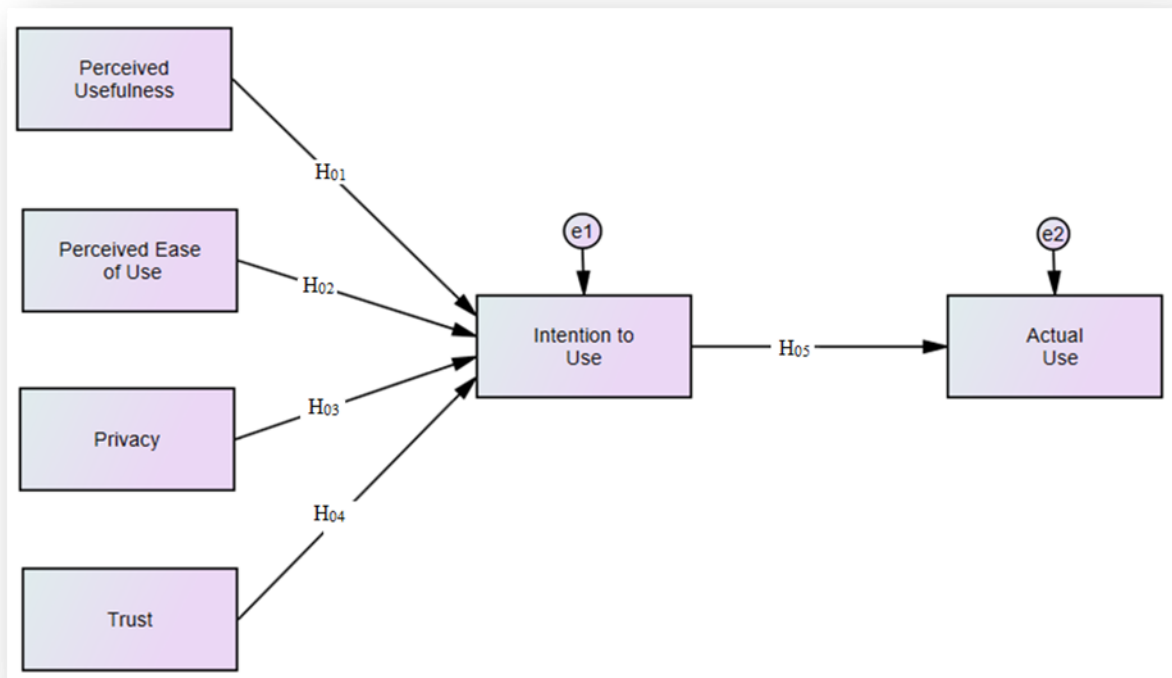 Perceived
Usefulness
H01
Perceived Ease
of Use
H02
e1
e2
Intention to
Use
H05
Actual
Use
Privacy
H03
H04
Trust